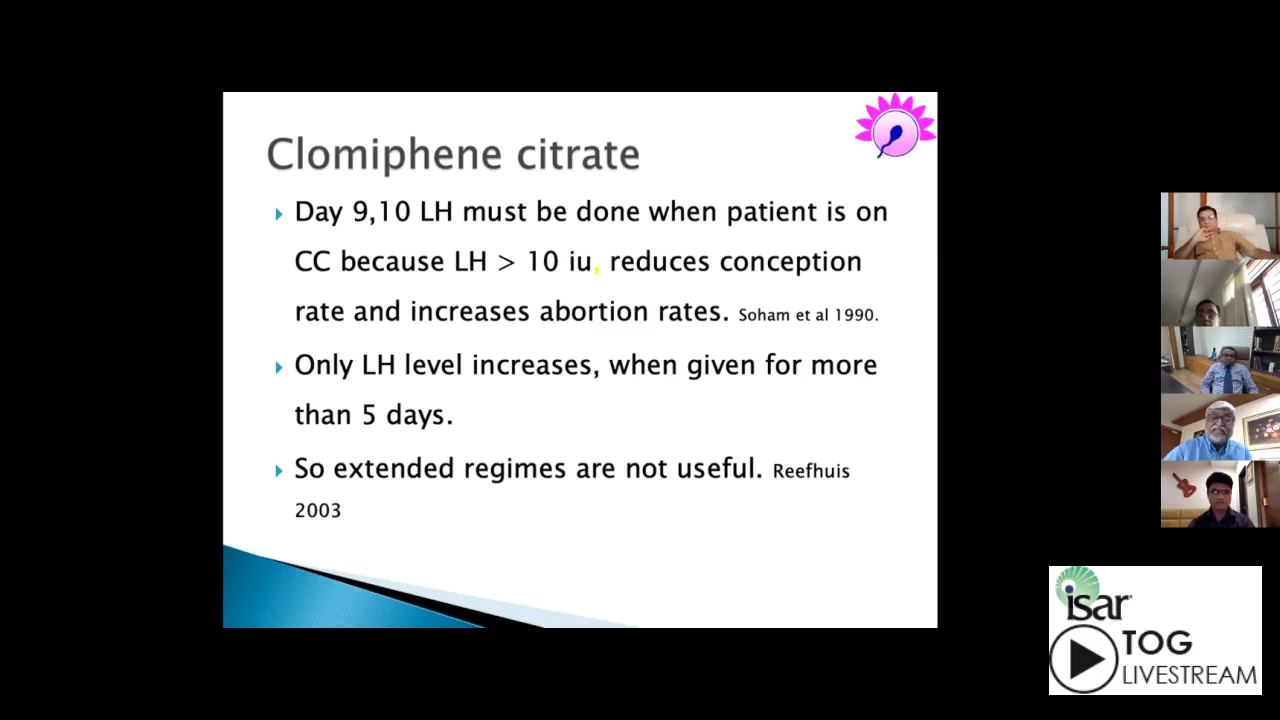 Clomiphene citrate
Day 9,10 LH must be done when patient is on
CC because LH > 10 iu, reduces conception
rate and increases abortion rates. Soham et al 1990.
Only LH level increases, when given for more
than 5 days.
So extended regimes are not useful. Reefhuis
2003
isar
TOG
LIVESTREAM